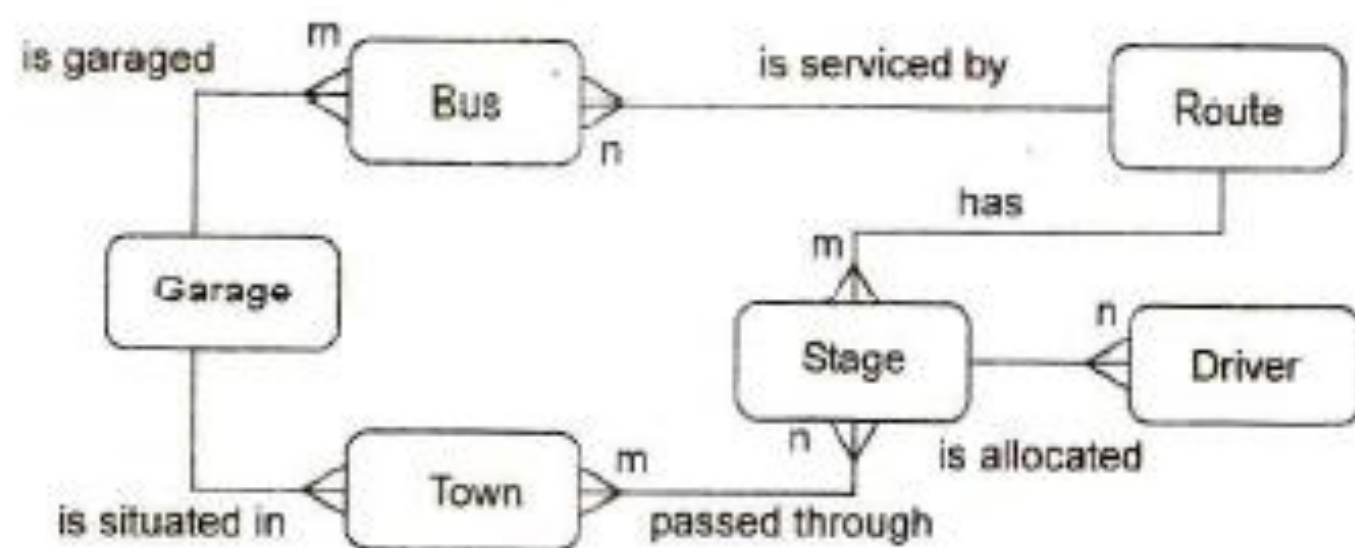 m
is garaged
Bus
is serviced by
Route
n
has
m
Garage
n
Stage
Driver
n
is allocated
m
Town
is situated in
passed through